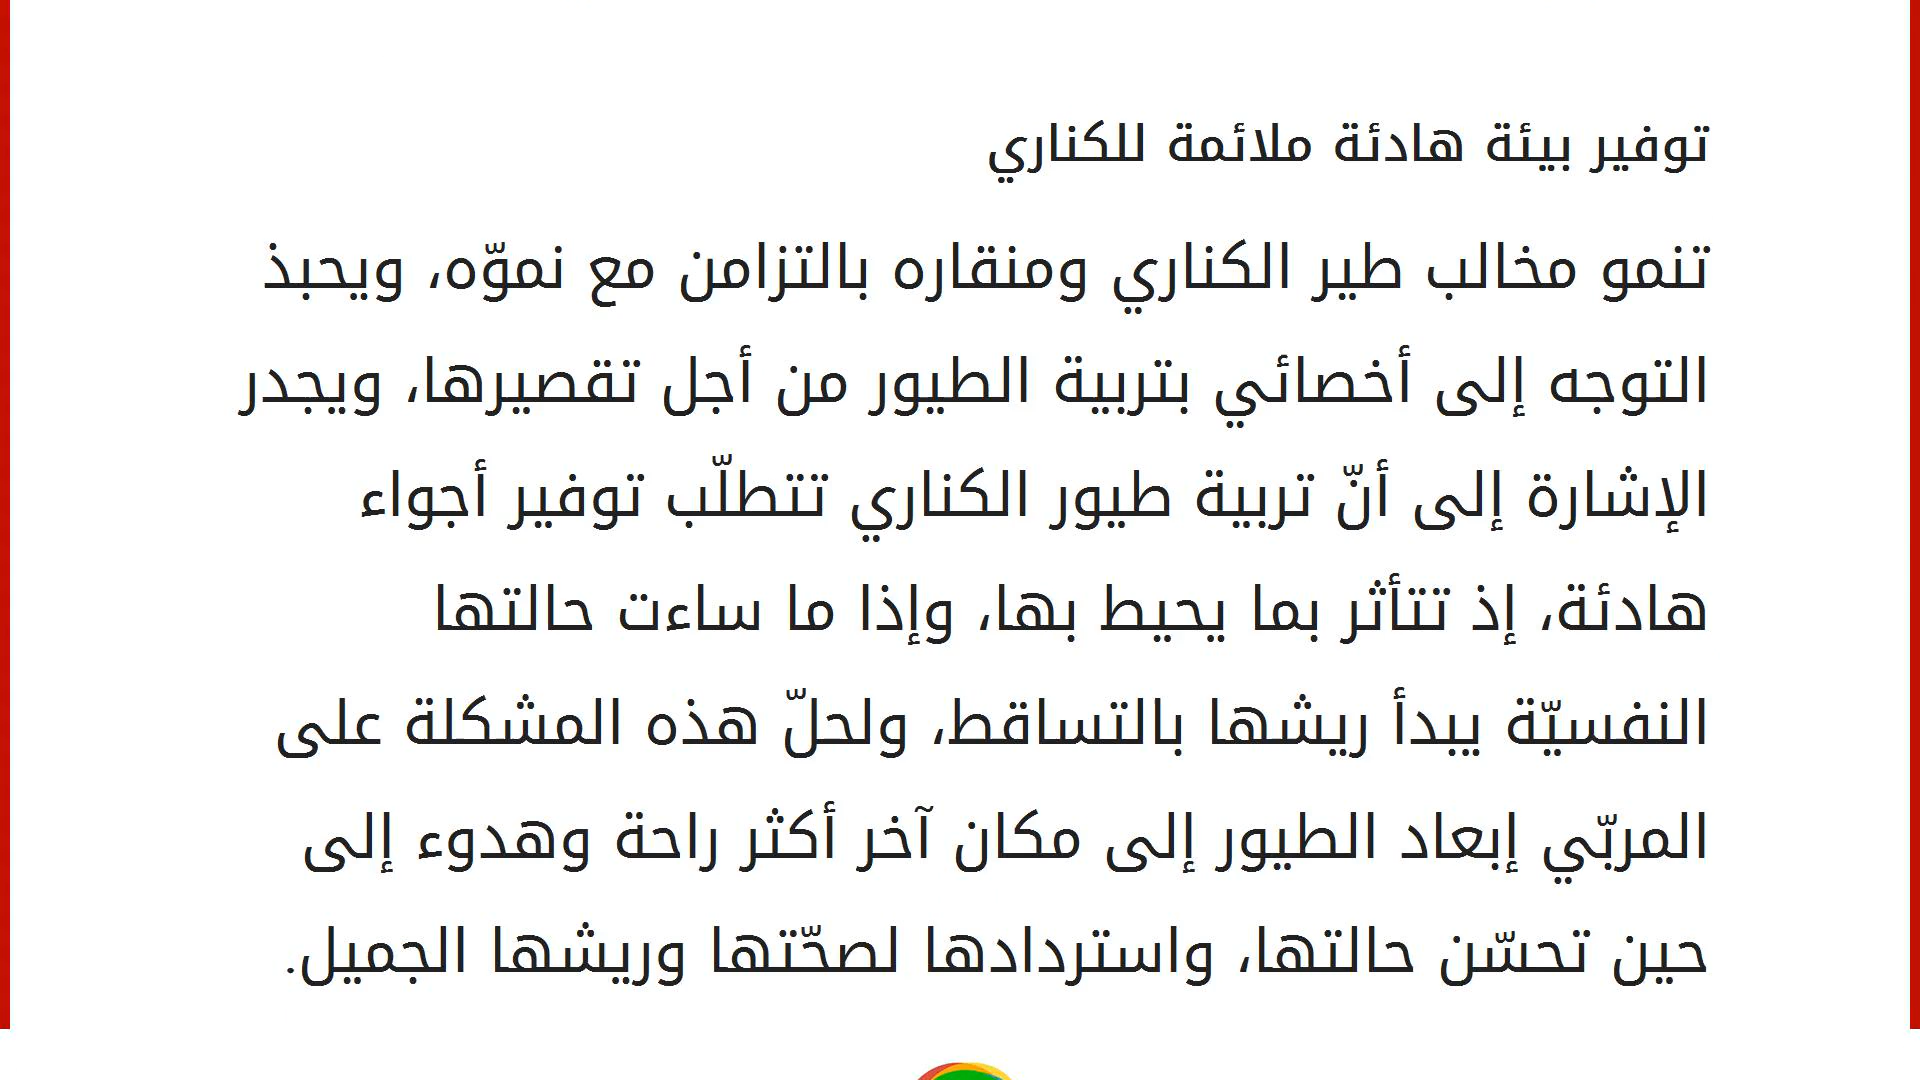 توفير بيئة هادئة ملائمة للكناري
تنمو مخالب طير الكناري ومنقاره بالتزامن مع نموّه، ويحبذ
التوجه إلى أخصائي بتربية الطيور من أجل تقصيرها، ويجدر
الإشارة إلى أنّ تربية طيور الكناري تتطلّب توفير أجواء
هادئة، إذ تتأثر بما يحيط بها، وإذا ما ساءت حالتها
النفسيّة يبدأ ريشها بالتساقط، ولحلّ هذه المشكلة على
المربّي إبعاد الطيور إلى مكان آخر أكثر راحة وهدوء إلى
حين تحسّن حالتها، واستردادها لصحّتها وريشها الجميل.